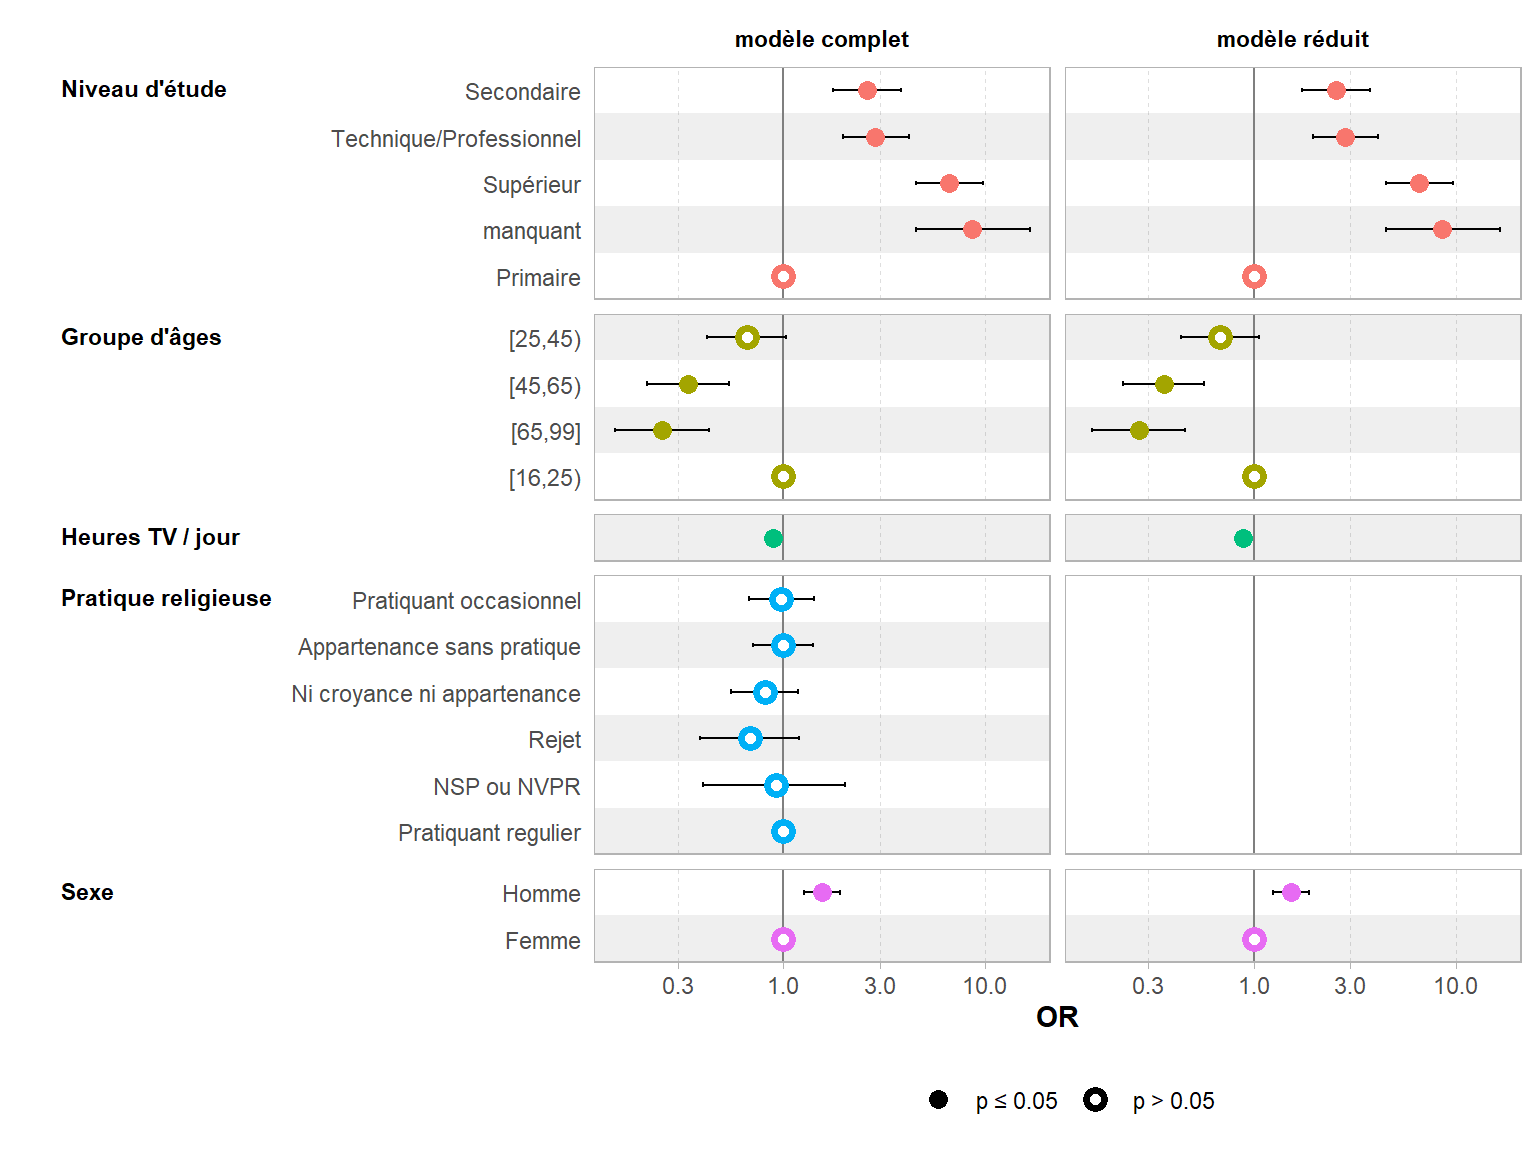 modèle complet modèle réduit
Niveau d'étude Secondaire
Technique/Professionnel
Supérieur
manquant
Primaire
Groupe d'âges [25,45)
[45,65)
[65,99]
[16,25)
Heures TV / jour
Pratique religieuse Pratiquant occasionnel
Appartenance sans pratique
Ni croyance ni appartenance
Rejet
NSP ou NVPR
Pratiquant regulier
Sexe Homme
Femme
0.3 1.0 3.0 10.0 0.3 1.0 3.0 10.0
OR
p ≤ 0.05 p > 0.05